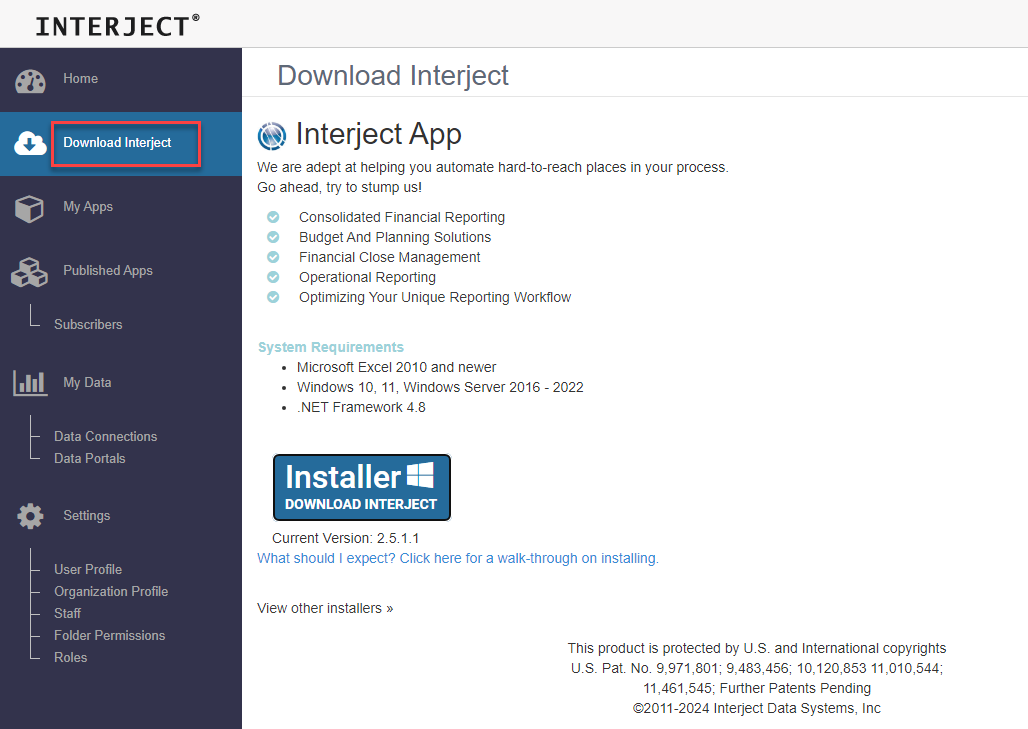 INTERJECT®
Home
Download Interject
My Apps
Published Apps
Subscribers
My Data
Data Connections
Data Portals
Settings
User Profile
Organization Profile
Staff
Folder Permissions
Roles
Download Interject
Interject App
We are adept at helping you automate hard-to-reach places in your process.
Go ahead, try to stump us!
Consolidated Financial Reporting
Budget And Planning Solutions
Financial Close Management
Operational Reporting
Optimizing Your Unique Reporting Workflow
System Requirements
• Microsoft Excel 2010 and newer
• Windows 10, 11, Windows Server 2016 - 2022
• .NET Framework 4.8
Installer
DOWNLOAD INTERJECT
Current Version: 2.5.1.1
What should I expect? Click here for a walk-through on installing.
View other installers »
This product is protected by U.S. and International copyrights
U.S. Pat. No. 9,971,801; 9,483,456; 10,120,853 11,010,544;
11,461,545; Further Patents Pending
©2011-2024 Interject Data Systems, Inc